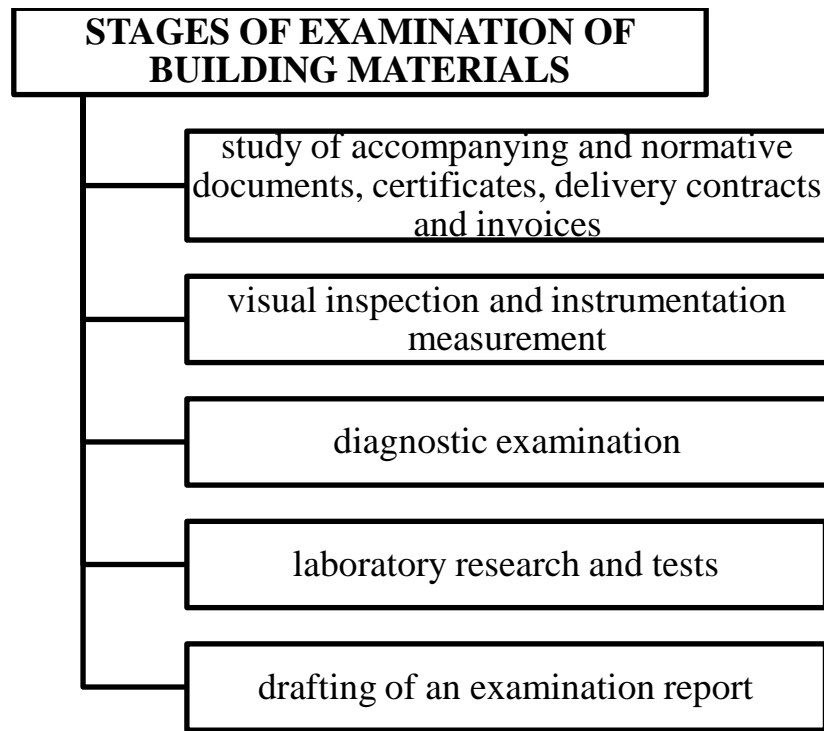 STAGES OF EXAMINATION OF
BUILDING MATERIALS
study of accompanying and normative
documents, certificates, delivery contracts
and invoices
visual inspection and instrumentation
measurement
diagnostic examination
laboratory research and tests
drafting of an examination report